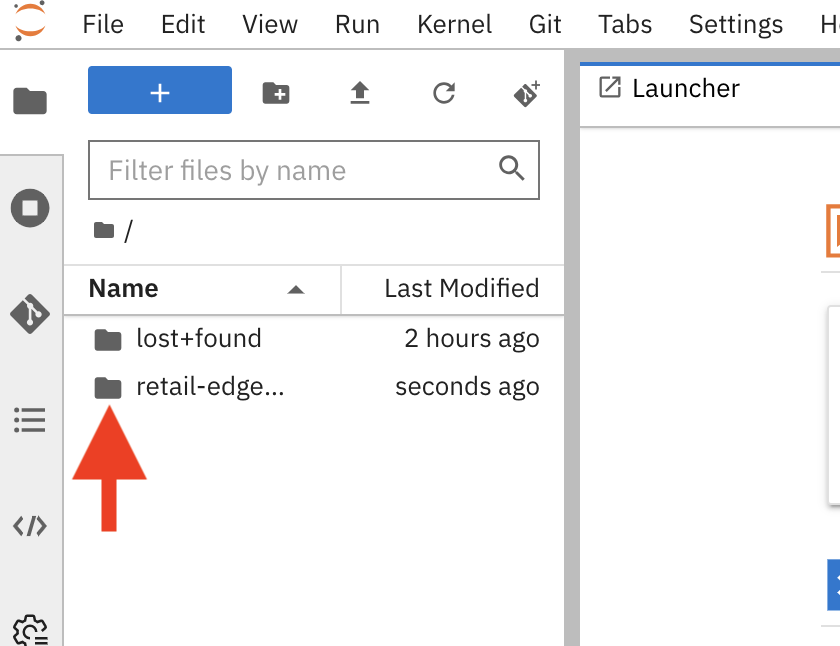 File Edit View Run Kernel Git Tabs Settings
Launcher
Filter files by name
/
Name Last Modified
lost+found 2 hours ago
retail-edge... seconds ago